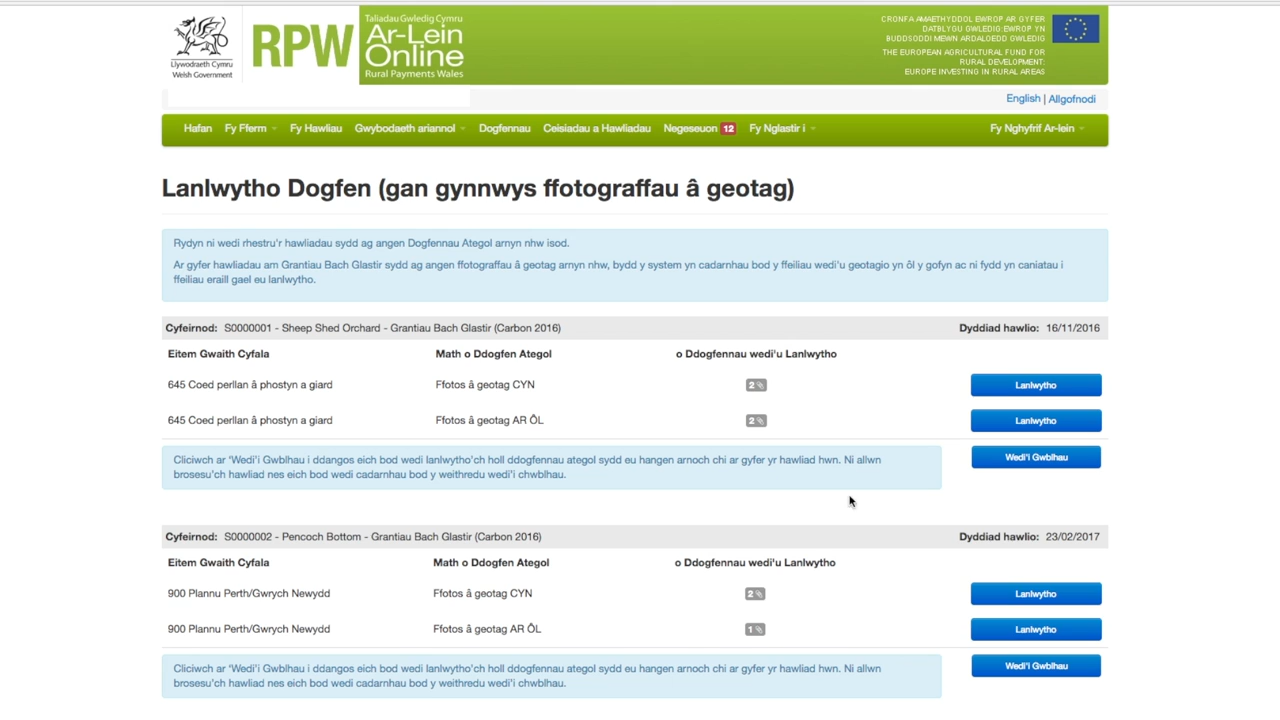 Llywodraeth Cymru
Welsh Government
RPW
Taliadau Gwledig Cymru
Ar-Lein
Online
Rural Payments Wales
CRONFA AMAETHYDDOL EWROP AR GYFER
DATBLYGU GWLEDIG:EWROP YN
BUDDSODDI MEWN ARDALOEDD GWLEDIG
THE EUROPEAN AGRICULTURAL FUND FOR
RURAL DEVELOPMENT:
EUROPE INVESTING IN RURAL AREAS
English | Allgofnodi
Hafan Fy Fferm Fy Hawliau Gwybodaeth ariannol Dogfennau Ceisiadau a Hawliadau Negeseuon 12 Fy Nglastir i Fy Nghyfrif Ar-lein
Lanlwytho Dogfen (gan gynnwys ffotograffau â geotag)
Rydyn ni wedi rhestru'r hawliadau sydd ag angen Dogfennau Ategol arnyn nhw isod.
Ar gyfer hawliadau am Grantiau Bach Glastir sydd ag angen ffotograffau â geotag arnyn nhw, bydd y system yn cadarnhau bod y ffeiliau wedi'u geotagio yn ôl y gofyn ac ni fydd yn caniatau i
ffeiliau eraill gael eu lanlwytho.
Cyfeirnod: S0000001 - Sheep Shed Orchard - Grantiau Bach Glastir (Carbon 2016) Dyddiad hawlio: 16/11/2016
Eitem Gwaith Cyfala Math o Ddogfen Ategol o Ddogfennau wedi'u Lanlwytho
645 Coed perllan â phostyn a giard Ffotos â geotag CYN 2 Lanlwytho
645 Coed perllan â phostyn a giard Ffotos â geotag AR ÔL 2 Lanlwytho
Cliciwch ar ‘Wedi'i Gwblhau i ddangos eich bod wedi lanlwytho'ch holl ddogfennau ategol sydd eu hangen arnoch chi ar gyfer yr hawliad hwn. Ni allwn
brosesu'ch hawliad nes eich bod wedi cadarnhau bod y weithredu wedi'i chwblhau.
Wedi'i Gwblhau
Cyfeirnod: S0000002 - Pencoch Bottom - Grantiau Bach Glastir (Carbon 2016) Dyddiad hawlio: 23/02/2017
Eitem Gwaith Cyfala Math o Ddogfen Ategol o Ddogfennau wedi'u Lanlwytho
900 Plannu Perth/Gwrych Newydd Ffotos â geotag CYN 2 Lanlwytho
900 Plannu Perth/Gwrych Newydd Ffotos â geotag AR ÔL 1 Lanlwytho
Cliciwch ar ‘Wedi'i Gwblhau i ddangos eich bod wedi lanlwytho'ch holl ddogfennau ategol sydd eu hangen arnoch chi ar gyfer yr hawliad hwn. Ni allwn
brosesu'ch hawliad nes eich bod wedi cadarnhau bod y weithredu wedi'i chwblhau.
Wedi'i Gwblhau